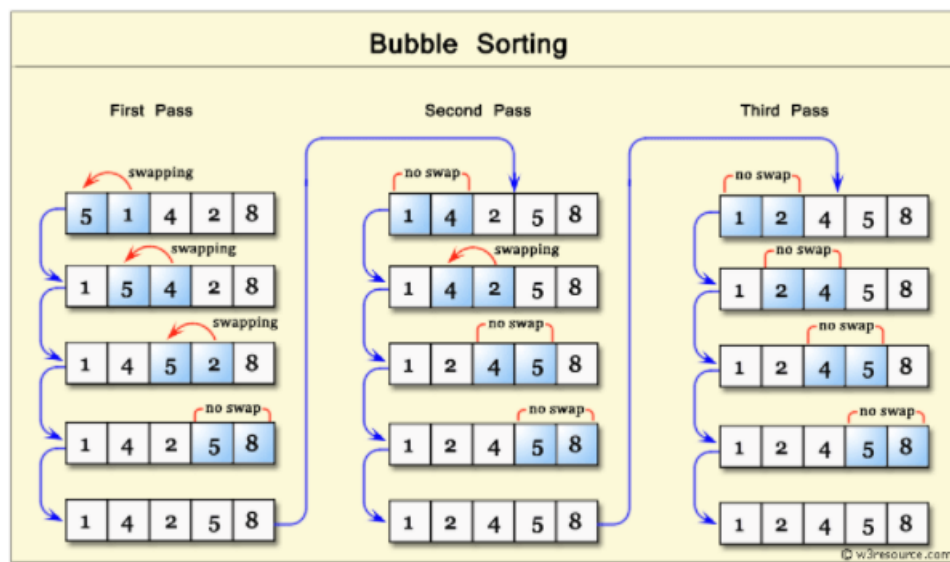 Bubble Sorting
First Pass
swapping
5 1 4 2 8
swapping
1 5 4 2 8
swapping
1 4 5 2 8
no swap
1 4 2 5 8
1 4 2 5 8
Second Pass
no swap
1 4 2 5 8
swapping
1 4 2 5 8
no swap
1 2 4 5 8
no swap
1 2 4 5 8
1 2 4 5 8
Third Pass
no swap
1 2 4 5 8
no swap
1 2 4 5 8
no swap
1 2 4 5 8
no swap
1 2 4 5 8
1 2 4 5 8
© w3resource.com